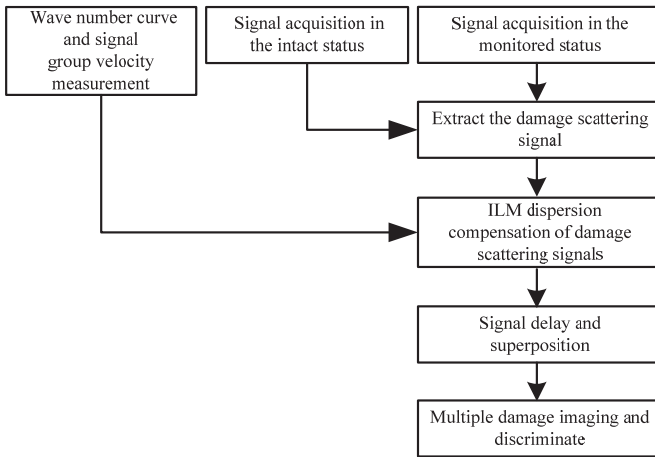 Wave number curve
and signal
group velocity
measurement
Signal acquisition in
the intact status
Signal acquisition in the
monitored status
Extract the damage scattering
signal
ILM dispersion
compensation of damage
scattering signals
Signal delay and
superposition
Multiple damage imaging and
discriminate